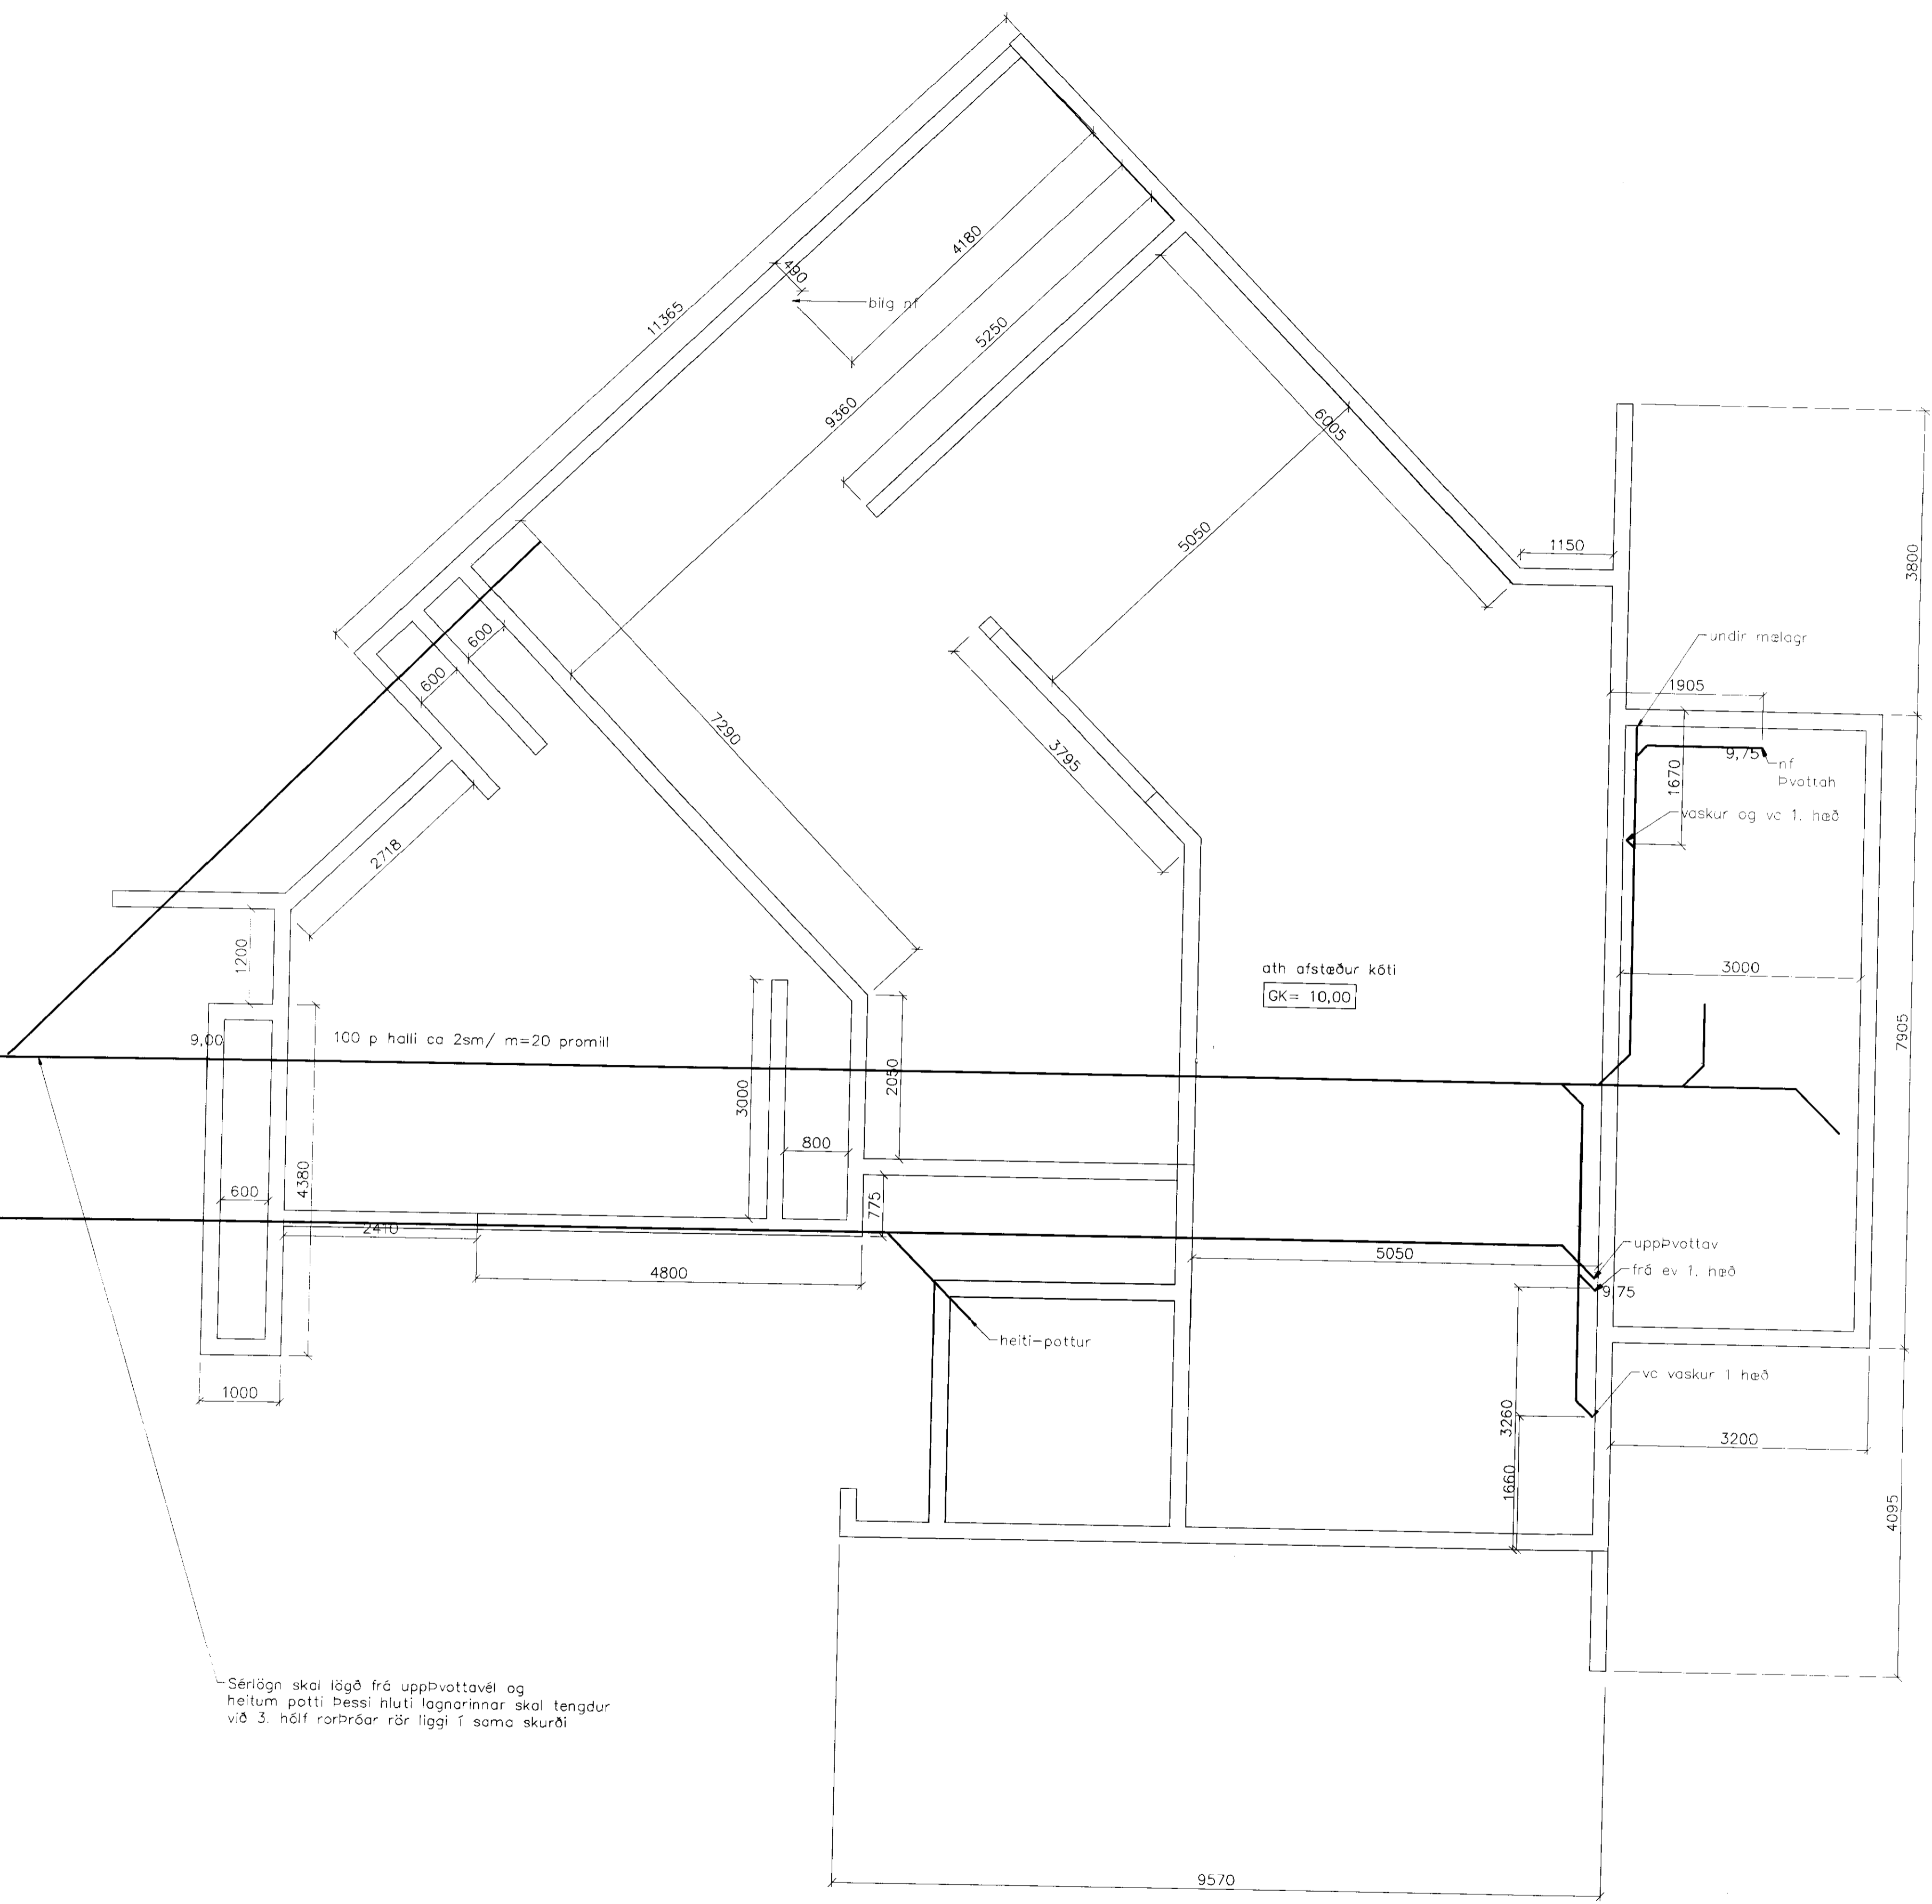 11365
490
4180
bílg nf
5250
9360
6005
5050
1150
3800
undir mælagr
1905
600
600
7290
3795
9,75
nf
Þvottah
1670
vaskur og vc 1. hæð
2718
1200
ath afstæður kóti
GK= 10,00
3000
9,00
100 p halli ca 2sm/ m=20 promill
7905
2050
3000
800
4380
600
775
2410
5050
uppÞvottav
4800
frá ev 1. hæð
9,75
heiti-pottur
1000
vc vaskur 1 hæð
3260
3200
1660
4095
Sérlögn skal lögð frá uppÞvottavél og
heitum potti Þessi hluti lagnarinnar skal tengdur
við 3. hólf rorÞróar rör liggi í sama skurði
9570